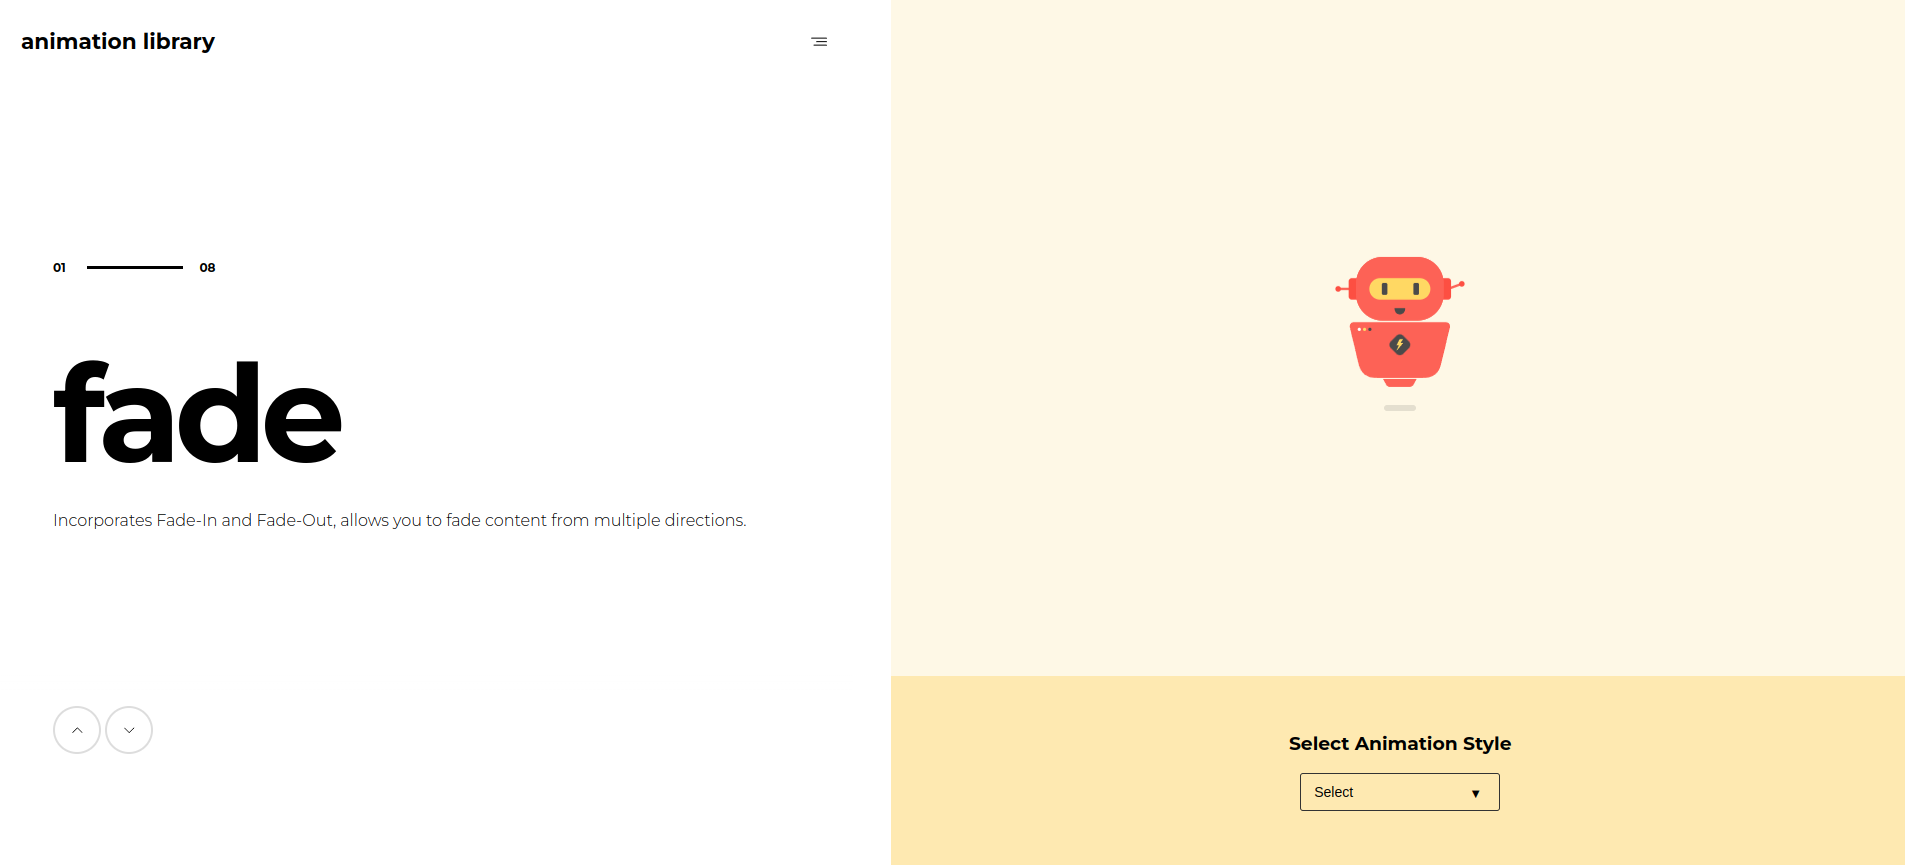 animation library
01 08
fade
Incorporates Fade-In and Fade-Out, allows you to fade content from multiple directions.
Select Animation Style
Select